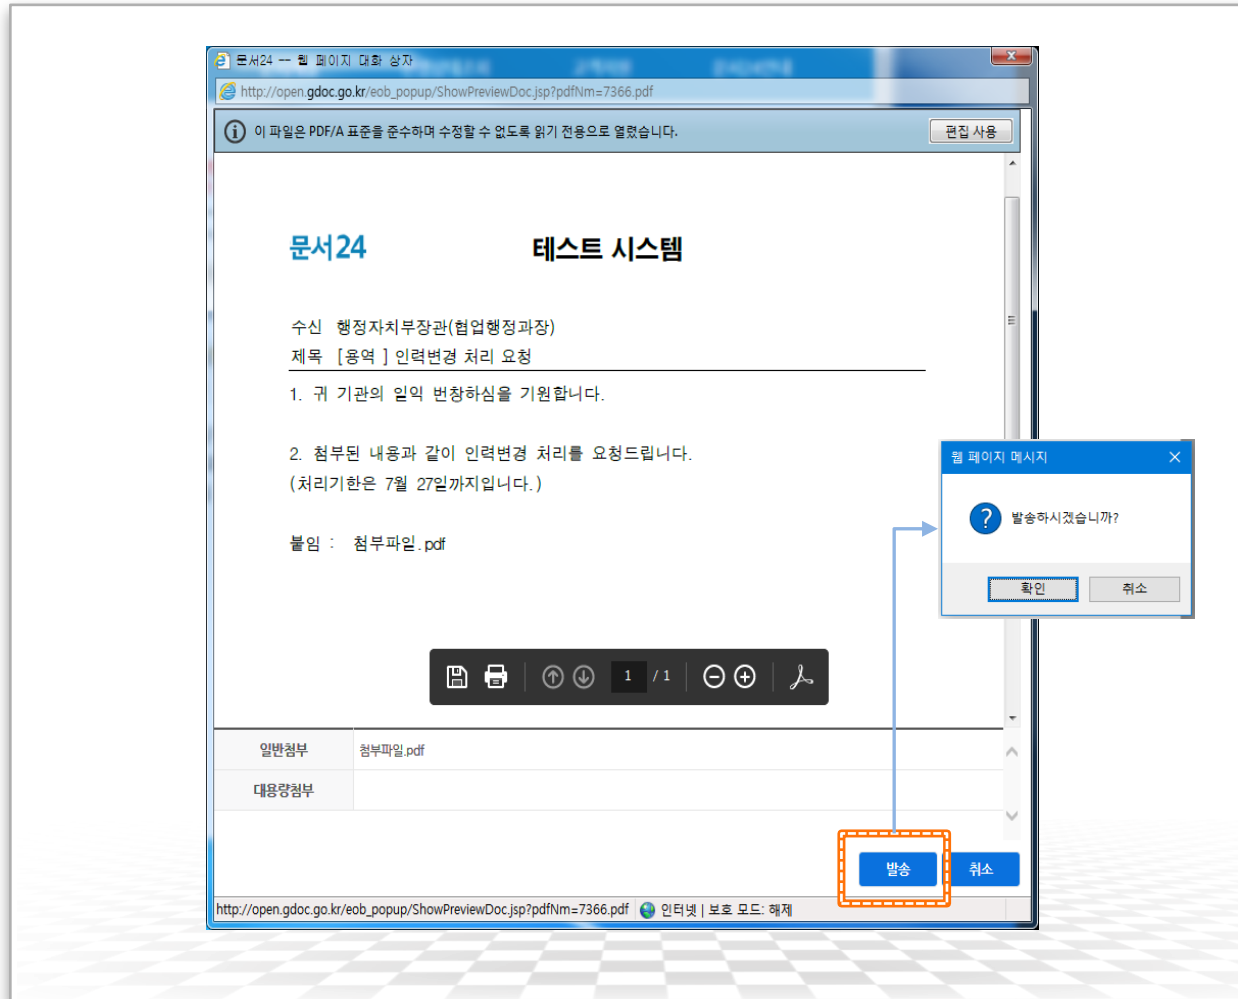 문서24 -- 웹 페이지 대화 상자
http://open.gdoc.go.kr/eob_popup/ShowPreviewDoc.jsp?pdfNm=7366.pdf
이 파일은 PDF/A 표준을 준수하며 수정할 수 없도록 읽기 전용으로 열렸습니다.
편집 사용
문서24
테스트 시스템
수신 행정자치부장관(협업행정과장)
제목 [용역 ] 인력변경 처리 요청
1. 귀 기관의 일익 번창하심을 기원합니다.
2. 첨부된 내용과 같이 인력변경 처리를 요청드립니다.
(처리기한은 7월 27일까지입니다.)
붙임 : 첨부파일.pdf
웹 페이지 메시지
발송하시겠습니까?
확인 취소
1 / 1
일반첨부 첨부파일.pdf
대용량첨부
발송 취소
http://open.gdoc.go.kr/eob_popup/ShowPreviewDoc.jsp?pdfNm=7366.pdf 인터넷 | 보호 모드: 해제